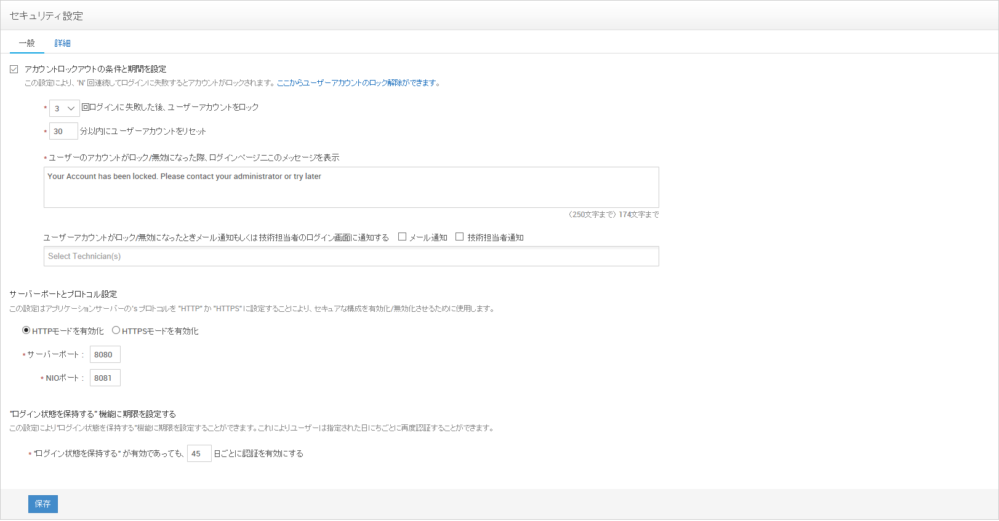 セキュリティ設定
一般 詳細
アカウントロックアウトの条件と期間を設定
この設定により、'N' 回連続してログインに失敗するとアカウントがロックされます。 ここからユーザーアカウントのロック解除ができます。
* 3 回ログインに失敗した後、ユーザーアカウントをロック
* 30 分以内にユーザーアカウントをリセット
* ユーザーのアカウントがロック/無効になった際、ログインページニこのメッセージを表示
Your Account has been locked. Please contact your administrator or try later
(250文字まで) 174文字まで
ユーザーアカウントがロック/無効になったときメール通知もしくは技術担当者のログイン画面に通知する メール通知 技術担当者通知
Select Technician(s)
サーバーポートとプロトコル設定
この設定はアプリケーションサーバーの's プロトコルを "HTTP" か "HTTPS" に設定することにより、セキュアな構成を有効化/無効化させるために使用します。
HTTPモードを有効化 HTTPSモードを有効化
* サーバーポート : 8080
* NIOポート : 8081
"ログイン状態を保持する" 機能に期限を設定する
この設定により"ログイン状態を保持する"機能に期限を設定することができます。これによりユーザーは指定された日にちごとに再度認証することができます。
* "ログイン状態を保持する" が有効であっても、 45 日ごとに認証を有効にする
保存